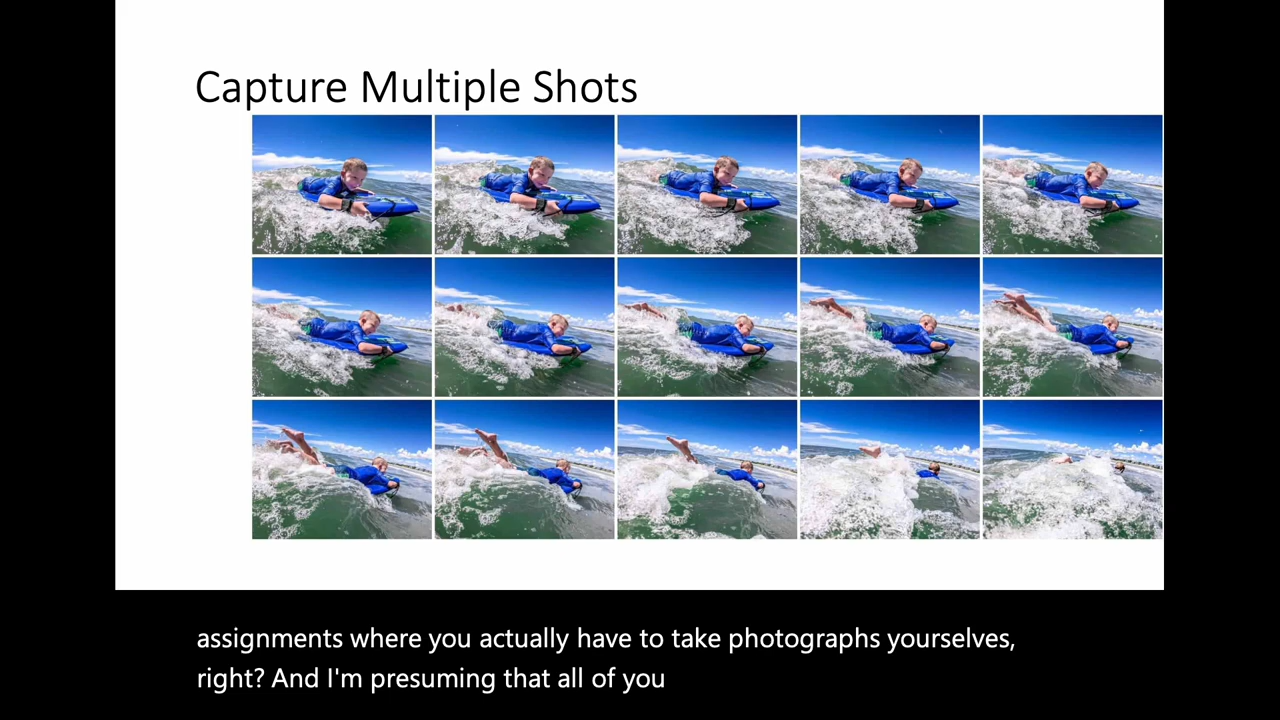 Capture Multiple Shots
assignments where you actually have to take photographs yourselves,
right? And I'm presuming that all of you